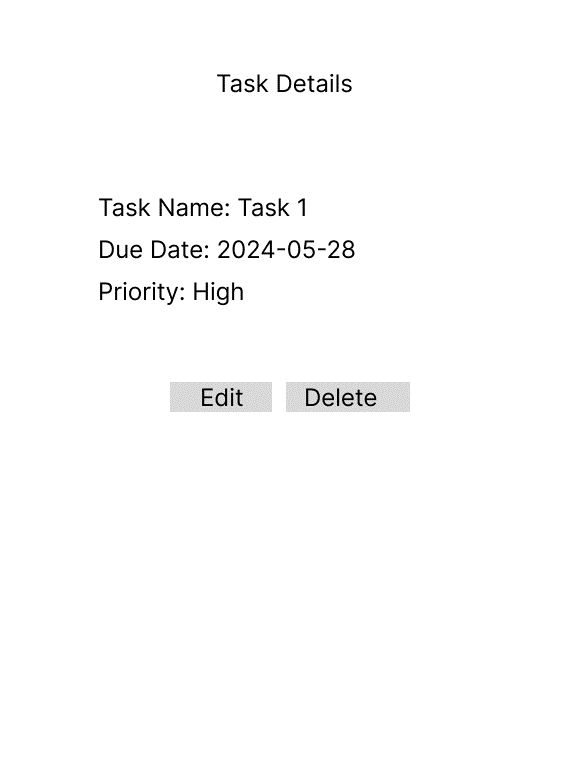 Task Details
Task Name: Task 1
Due Date: 2024-05-28
Priority: High
Edit Delete